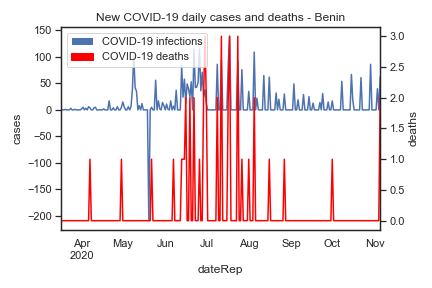 New COVID-19 daily cases and deaths - Benin
COVID-19 infections
COVID-19 deaths
150
100
50
0
−50
−100
−150
−200
cases
3.0
2.5
2.0
1.5
1.0
0.5
0.0
deaths
Apr May Jun Jul Aug Sep Oct Nov
2020
dateRep